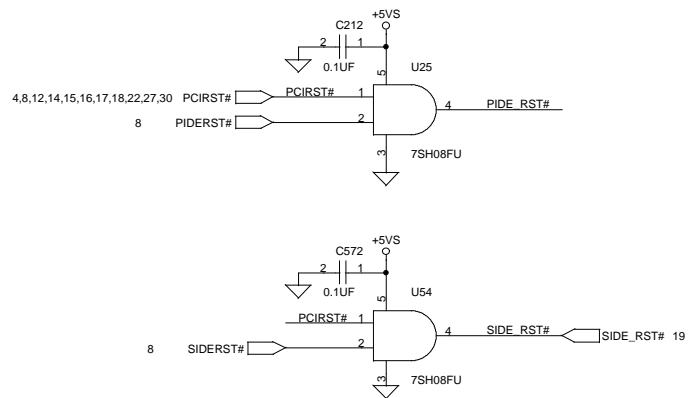 +5VS
C212
2 1
0.1UF
5
U25
4,8,12,14,15,16,17,18,22,27,30 PCIRST# PCIRST# 1
4 PIDE_RST#
8 PIDERST# 2
3
7SH08FU
+5VS
C572
2 1
0.1UF
5
U54
PCIRST# 1
4 SIDE_RST# SIDE_RST# 19
8 SIDERST# 2
3
7SH08FU